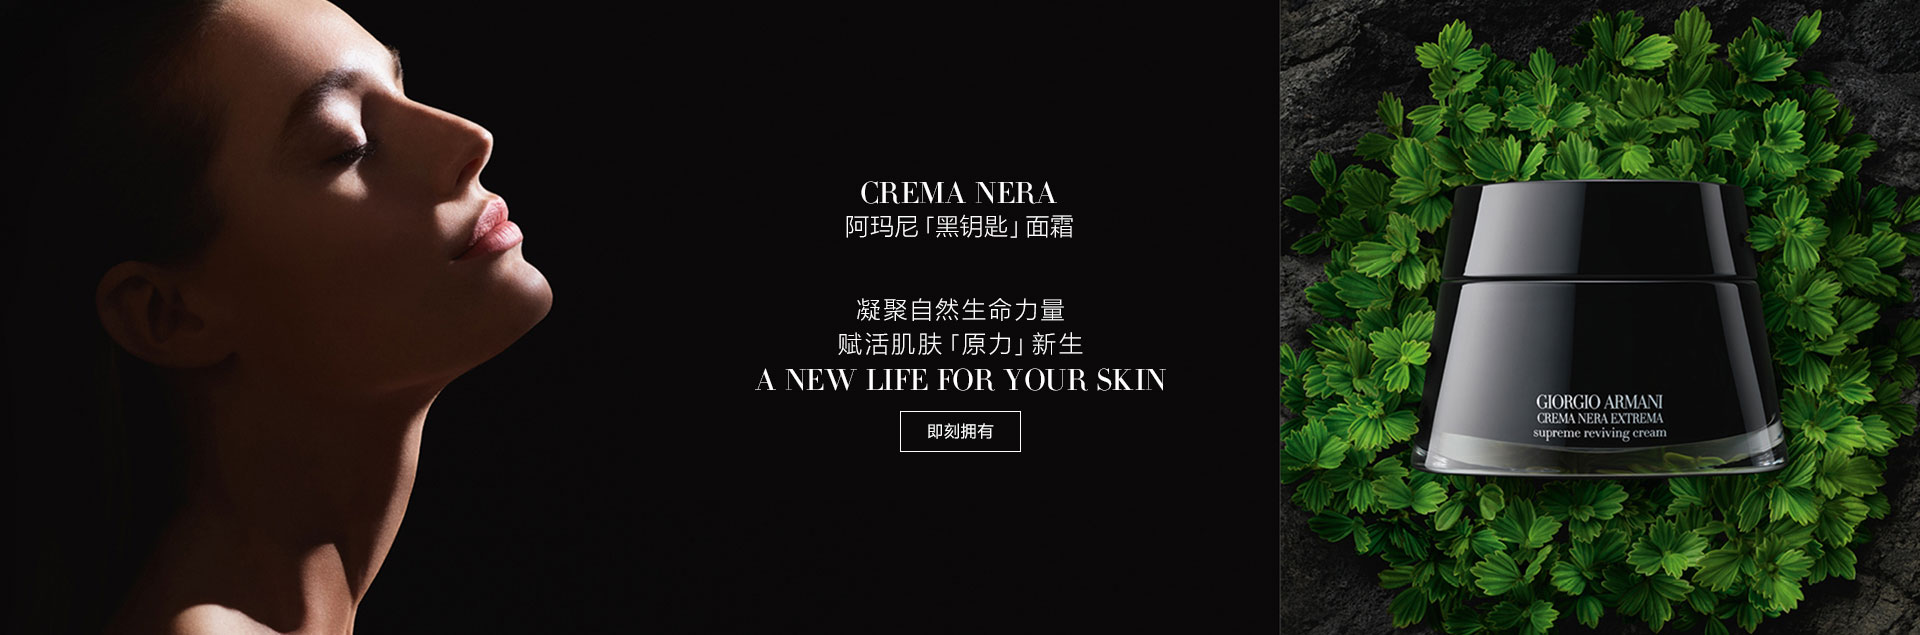 CREMA NERA
阿玛尼「黑钥匙」面霜
凝聚自然生命力量
赋活肌肤「原力」新生
A NEW LIFE FOR YOUR SKIN
即刻拥有
GIORGIO ARMANI
CREMA NERA EXTREMA
supreme reviving cream